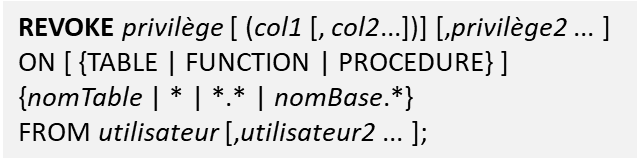 REVOKE privilège [ (col1 [, col2...])] [,privilège2 ... ]
ON [ {TABLE | FUNCTION | PROCEDURE} ]
{nomTable | * | *.* | nomBase.*}
FROM utilisateur [,utilisateur2 ... ];